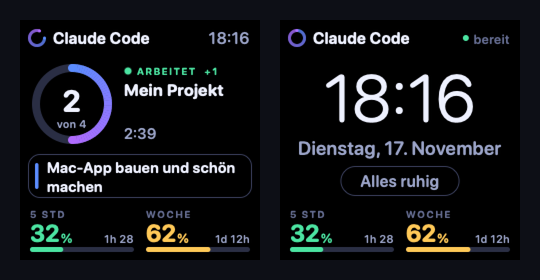 Claude Code 18:16
2
von 4
ARBEITET +1
Mein Projekt
2:39
Mac-App bauen und schön
machen
5 STD WOCHE
32% 1h 28 62% 1d 12h
Claude Code bereit
18:16
Dienstag, 17. November
Alles ruhig
5 STD WOCHE
32% 1h 28 62% 1d 12h